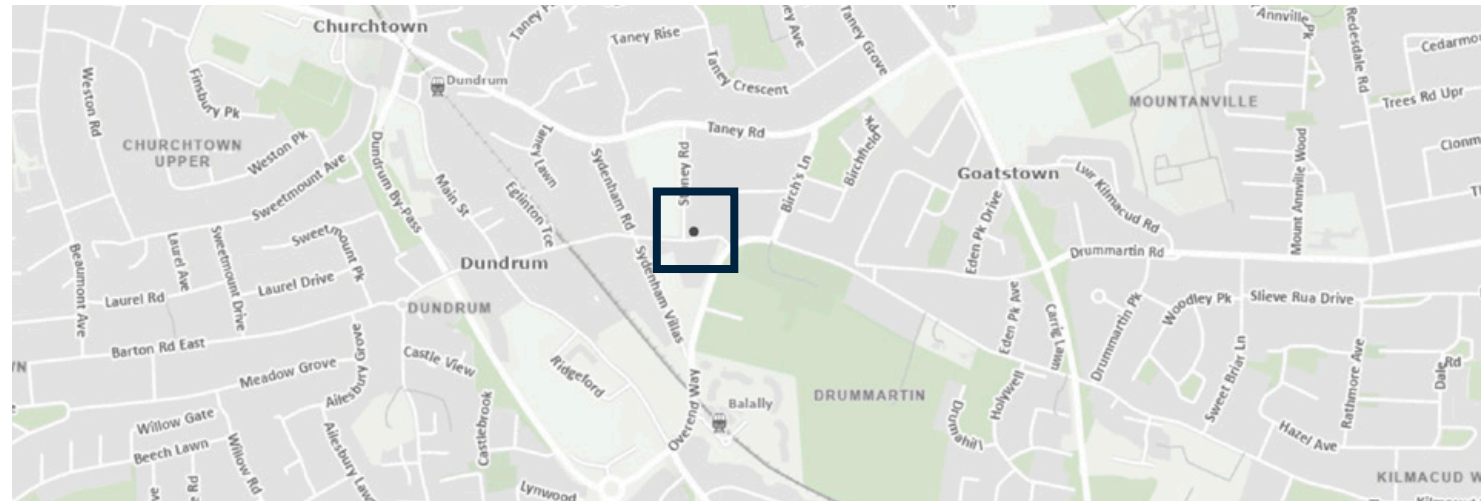 Churchtown
Taney Rise
Taney Grove
Annville Pk
Redesdale Rd
Weston Rd
Finsbury Pk
Dundrum
Taney Crescent
MOUNTANVILLE
Trees Rd Upr
CHURCHTOWN
UPPER
Weston Pk
Taney Rd
Birchfield Pk
Mount Annville Wood
Dundrum By-Pass
Taney Lawn
Sydenham Rd
Stoney Rd
Birch's Ln
Goatstown
Lwr Kilmacud Rd
Sweetmount Ave
Main St
Eglinton Tce
Eden Pk Drive
Laurel Ave
Sweetmount Drive
Sweetmount Pk
Dundrum
Sydenham Villas
Drummartin Rd
Beaumont Ave
Laurel Rd
Laurel Drive
DUNDRUM
Eden Pk Ave
Carrig Lawn
Drummartin Pk
Woodley Pk
Slieve Rua Drive
Barton Rd East
Ailesbury Grove
Castle View
Ridgeford
Overend Way
Balally
DRUMMARTIN
Holywell
Drumahill
Sweet Briar Ln
Rathmore Ave
Dale Rd
Meadow Grove
Willow Gate
Beech Lawn
Willow Rd
Ailesbury Lawn
Castlebrook
Lynwood
Hazel Ave
KILMACUD W